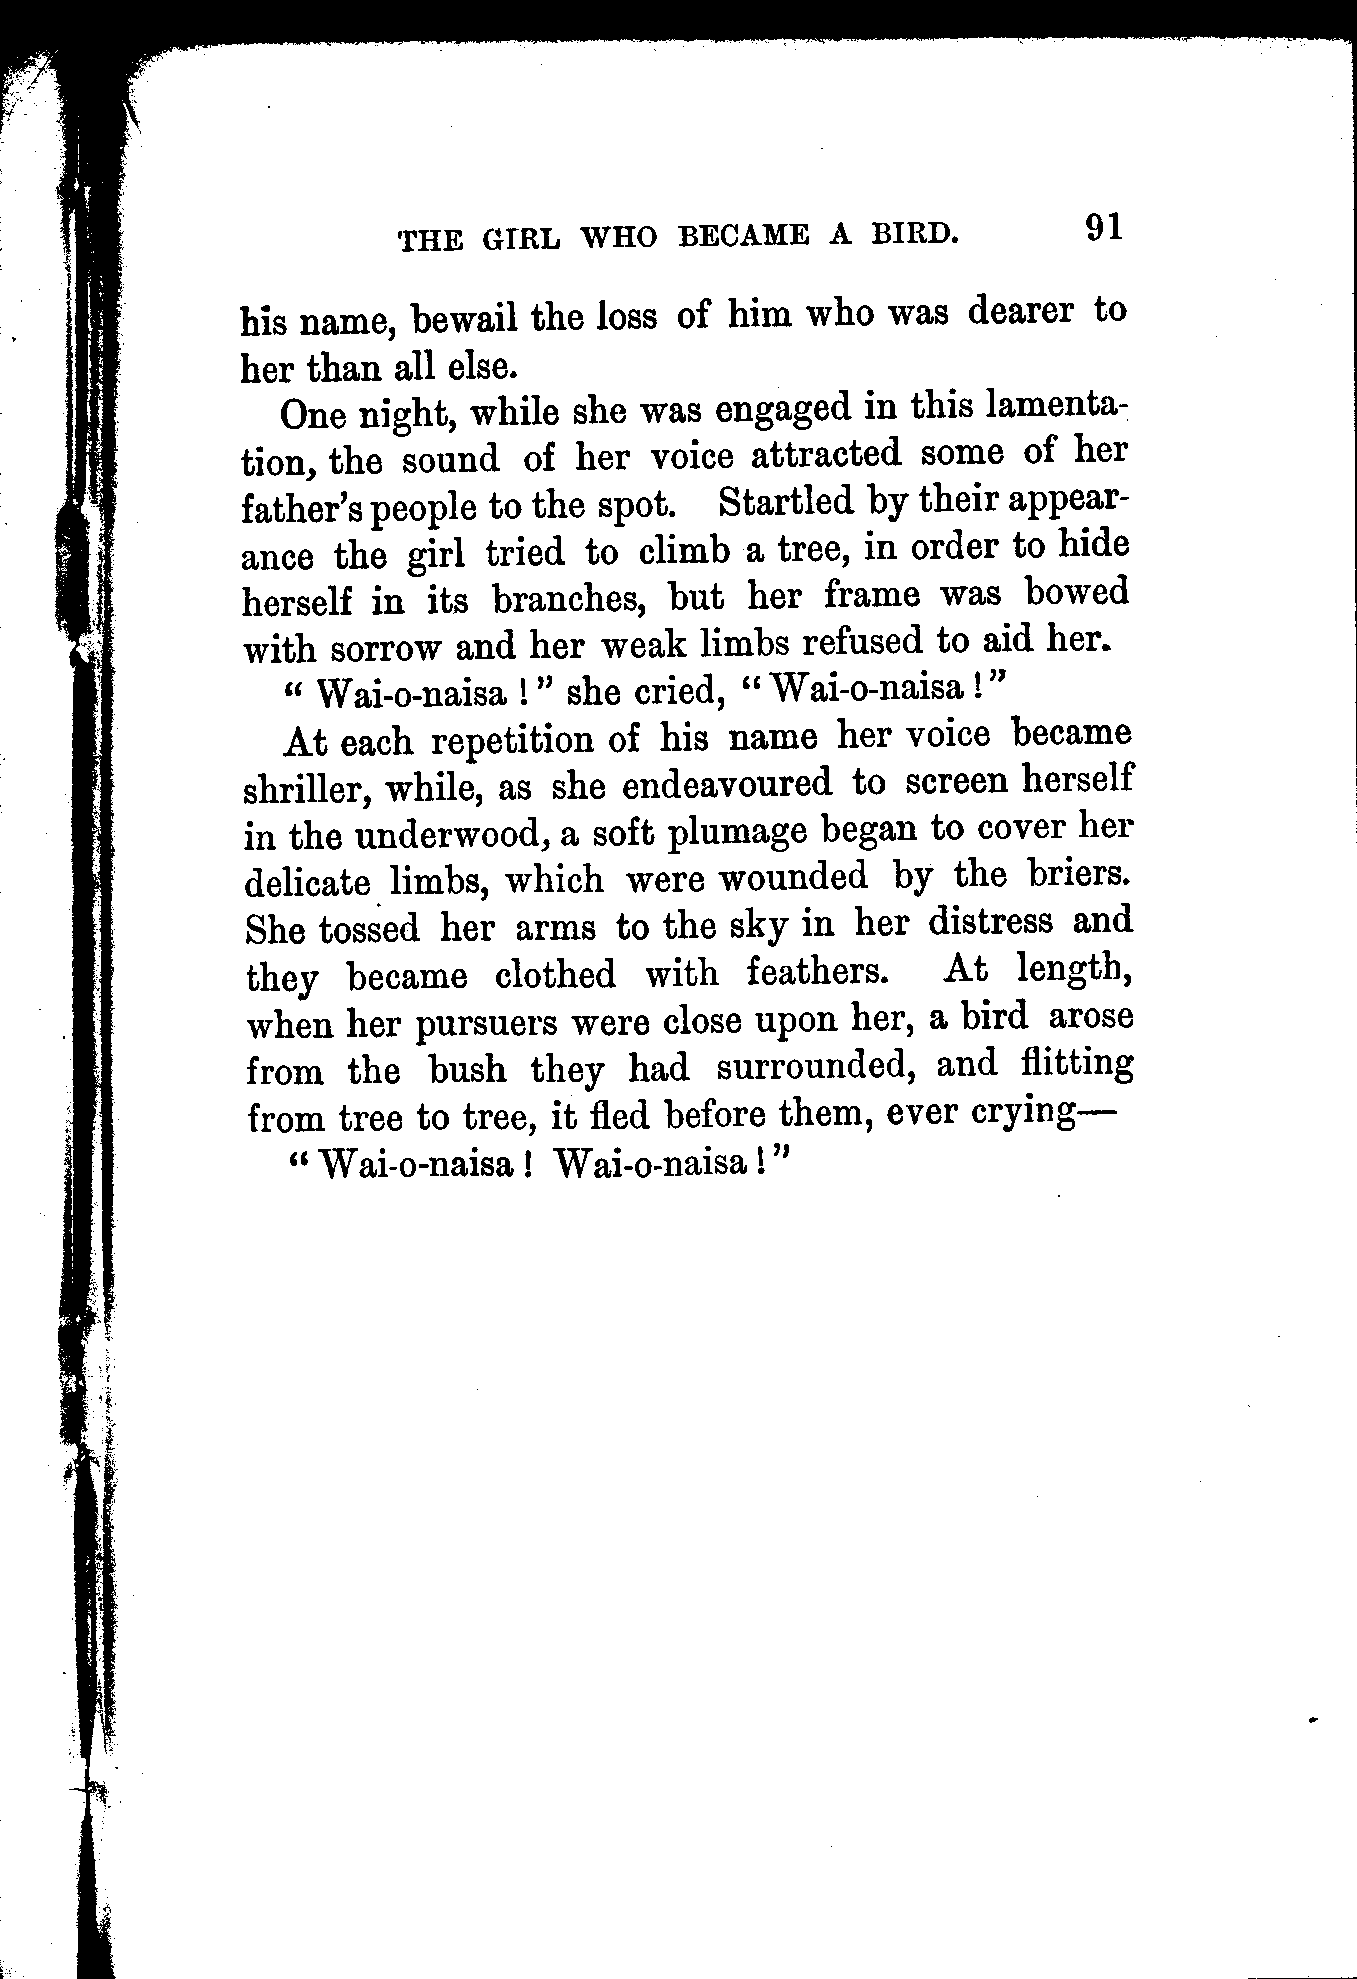 THE GIRL WHO BECAME A BIRD. 91
his name, bewail the loss of him who was dearer to
her than all else.
One night, while she was engaged in this lamenta-
tion, the sound of her voice attracted some of her
father's people to the spot. Startled by their appear-
ance the girl tried to climb a tree, in order to hide
herself in its branches, but her frame was bowed
with sorrow and her weak limbs refused to aid her.
“ Wai-o-naisa ! ” she cried, “ Wai-o-naisa ! ”
At each repetition of his name her voice became
shriller, while, as she endeavoured to screen herself
in the underwood, a soft plumage began to cover her
delicate limbs, which were wounded by the briers.
She tossed her arms to the sky in her distress and
they became clothed with feathers. At length,
when her pursuers were close upon her, a bird arose
from the bush they had surrounded, and flitting
from tree to tree, it fled before them, ever crying—
“ Wai-o-naisa ! Wai-o-naisa ! ”